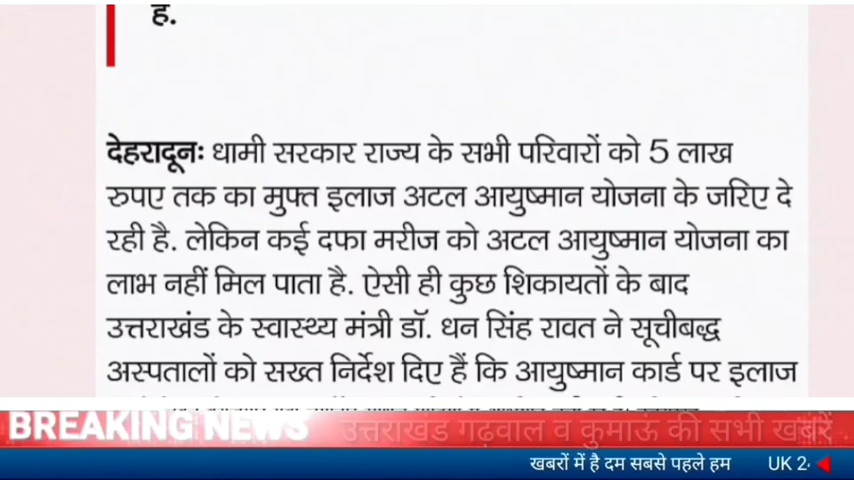 है.
देहरादूनः धामी सरकार राज्य के सभी परिवारों को 5 लाख
रुपए तक का मुफ्त इलाज अटल आयुष्मान योजना के जरिए दे
रही है. लेकिन कई दफा मरीज को अटल आयुष्मान योजना का
लाभ नहीं मिल पाता है. ऐसी ही कुछ शिकायतों के बाद
उत्तराखंड के स्वास्थ्य मंत्री डॉ. धन सिंह रावत ने सूचीबद्ध
अस्पतालों को सख्त निर्देश दिए हैं कि आयुष्मान कार्ड पर इलाज
BREAKING NEWS उत्तराखंड गढ़वाल व कुमाऊं की सभी खबरें
खबरों में है दम सबसे पहले हम UK 2